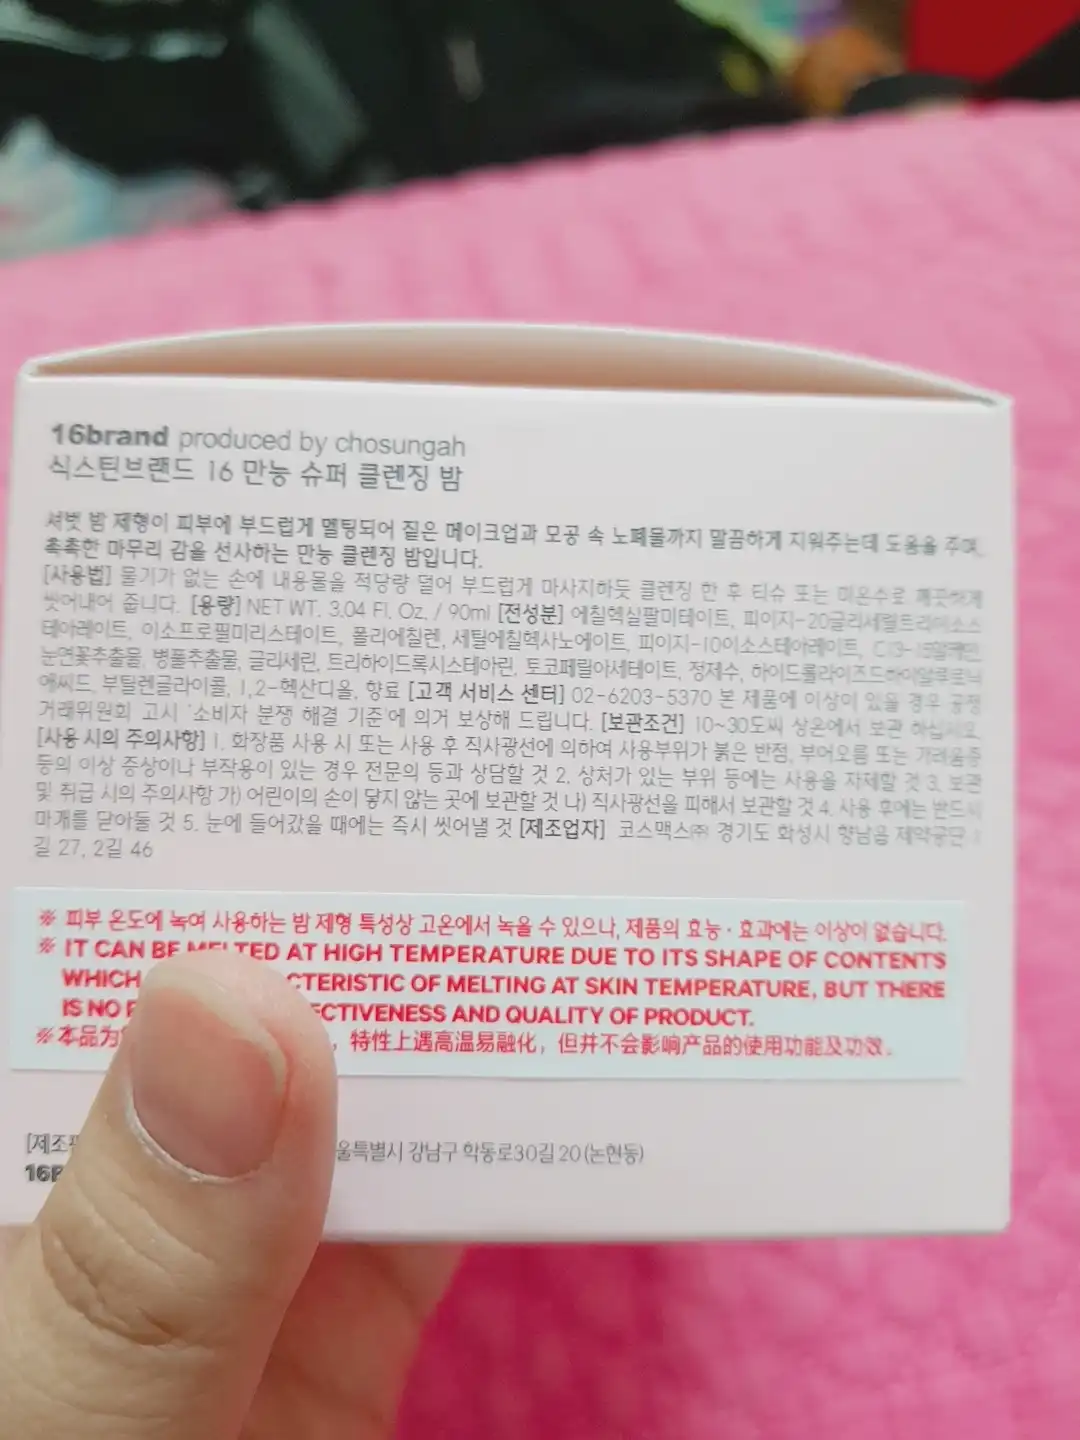 16brand produced by chosungah
식스틴브랜드 16 만능 슈퍼 클렌징 밤
셔벗 밤 제형이 피부에 부드럽게 멜팅되어 짙은 메이크업과 모공 속 노폐물까지 말끔하게 지워주는데 도움을 주며,
촉촉한 마무리 감을 선사하는 만능 클렌징 밤입니다.
[사용법] 물기가 없는 손에 내용물을 적당량 덜어 부드럽게 마사지하듯 클렌징 한 후 티슈 또는 미온수로 깨끗하게
씻어내어 줍니다. [용량] NET WT. 3.04 Fl. Oz. / 90ml [전성분] 에칠헥실팔미테이트, 피이지-20글리세릴트리이소스
테아레이트, 이소프로필미리스테이트, 폴리에칠렌, 세틸에칠헥사노에이트, 피이지-10이소스테아레이트, C13-15알케인,
눈연꽃추출물, 병풀추출물, 글리세린, 트리하이드록시스테아린, 토코페릴아세테이트, 정제수, 하이드롤라이즈드하이알루로닉
애씨드, 부틸렌글라이콜, 1,2-헥산디올, 향료 [고객 서비스 센터] 02-6203-5370 본 제품에 이상이 있을 경우 공정
거래위원회 고시 '소비자 분쟁 해결 기준'에 의거 보상해 드립니다. [보관조건] 10~30도씨 상온에서 보관 하십시오.
[사용 시의 주의사항] 1. 화장품 사용 시 또는 사용 후 직사광선에 의하여 사용부위가 붉은 반점, 부어오름 또는 가려움증
등의 이상 증상이나 부작용이 있는 경우 전문의 등과 상담할 것 2. 상처가 있는 부위 등에는 사용을 자제할 것 3. 보관
및 취급 시의 주의사항 가) 어린이의 손이 닿지 않는 곳에 보관할 것 나) 직사광선을 피해서 보관할 것 4. 사용 후에는 반드시
마개를 닫아둘 것 5. 눈에 들어갔을 때에는 즉시 씻어낼 것 [제조업자] 코스맥스㈜ 경기도 화성시 향남읍 제약공단 1
길 27, 2길 46
※ 피부 온도에 녹여 사용하는 밤 제형 특성상 고온에서 녹을 수 있으나, 제품의 효능·효과에는 이상이 없습니다.
※ IT CAN BE MELTED AT HIGH TEMPERATURE DUE TO ITS SHAPE OF CONTENTS
WHICH CTERISTIC OF MELTING AT SKIN TEMPERATURE, BUT THERE
IS NO CTIVENESS AND QUALITY OF PRODUCT.
※本品为 ，特性上遇高温易融化，但并不会影响产品的使用功能及功效。
[제조 울특별시 강남구 학동로30길 20 (논현동)
16